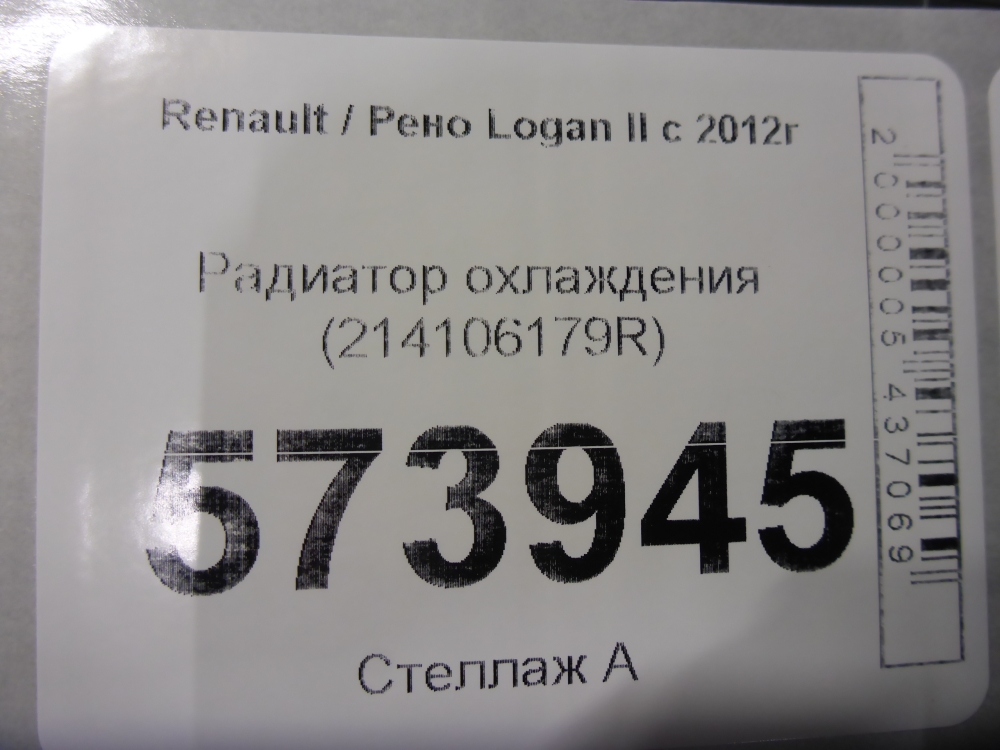 Renault / Рено Logan II с 2012г
Радиатор охлаждения
(214106179R)
573945
Стеллаж А
2000005437069